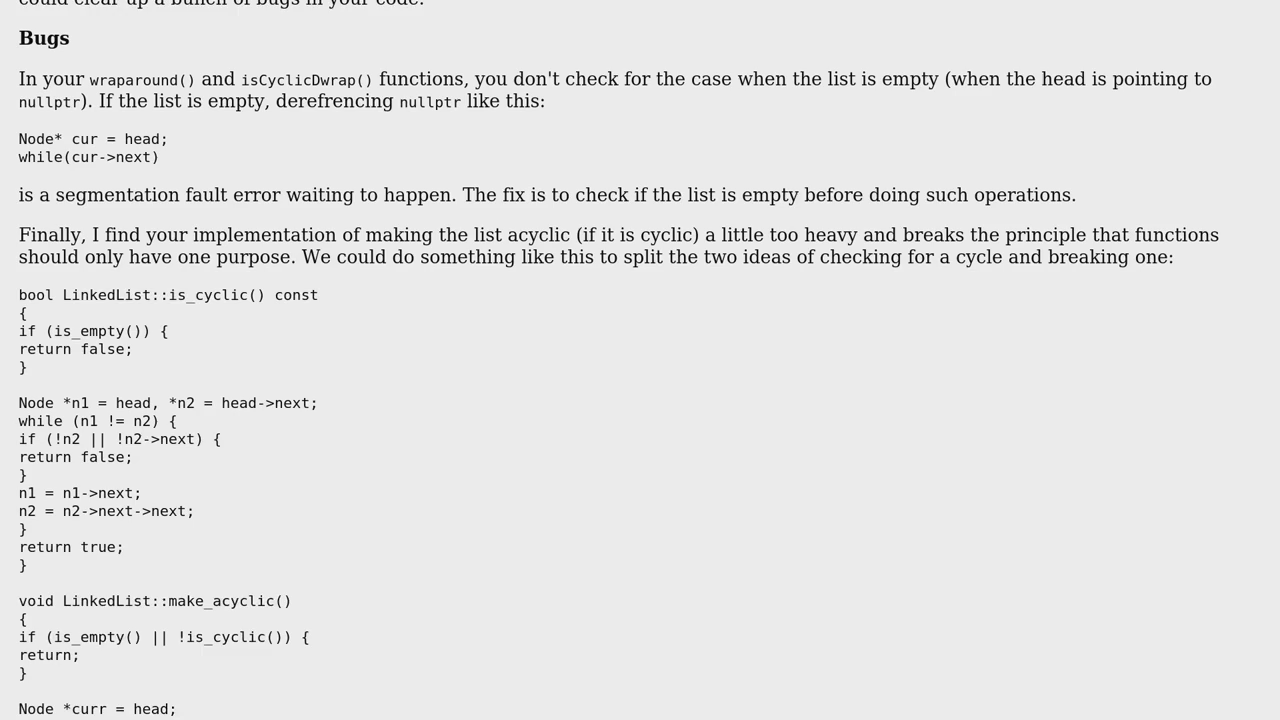 could clear up a bunch of bugs in your code.
Bugs
In your wraparound() and isCyclicDwrap() functions, you don't check for the case when the list is empty (when the head is pointing to
nullptr). If the list is empty, derefrencing nullptr like this:
Node* cur = head;
while(cur->next)
is a segmentation fault error waiting to happen. The fix is to check if the list is empty before doing such operations.
Finally, I find your implementation of making the list acyclic (if it is cyclic) a little too heavy and breaks the principle that functions
should only have one purpose. We could do something like this to split the two ideas of checking for a cycle and breaking one:
bool LinkedList::is_cyclic() const
{
if (is_empty()) {
return false;
}
Node *n1 = head, *n2 = head->next;
while (n1 != n2) {
if (!n2 || !n2->next) {
return false;
}
n1 = n1->next;
n2 = n2->next->next;
}
return true;
}
void LinkedList::make_acyclic()
{
if (is_empty() || !is_cyclic()) {
return;
}
Node *curr = head;